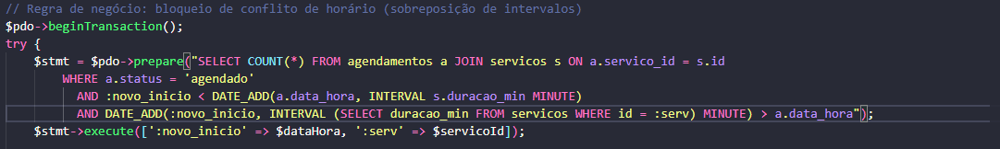 // Regra de negócio: bloqueio de conflito de horário (sobreposição de intervalos)
$pdo->beginTransaction();
try {
    $stmt = $pdo->prepare("SELECT COUNT(*) FROM agendamentos a JOIN servicos s ON a.servico_id = s.id
        WHERE a.status = 'agendado'
          AND :novo_inicio < DATE_ADD(a.data_hora, INTERVAL s.duracao_min MINUTE)
          AND DATE_ADD(:novo_inicio, INTERVAL (SELECT duracao_min FROM servicos WHERE id = :serv) MINUTE) > a.data_hora");
    $stmt->execute([':novo_inicio' => $dataHora, ':serv' => $servicoId]);